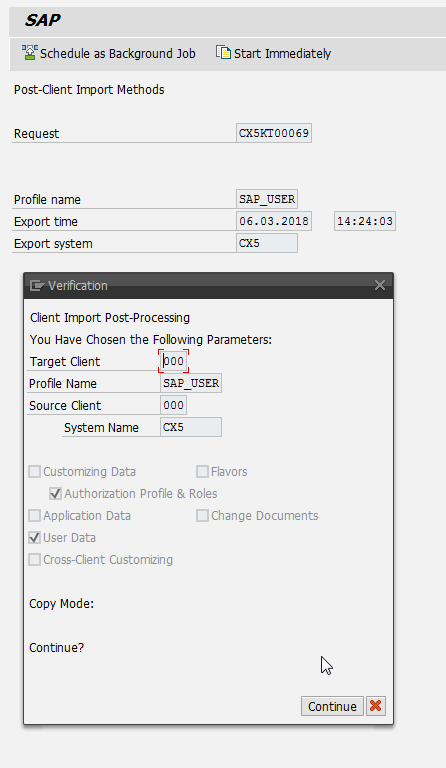 SAP
Schedule as Background Job Start Immediately
Post-Client Import Methods
Request CX5KT00069
Profile name SAP_USER
Export time 06.03.2018 14:24:03
Export system CX5
Verification
Client Import Post-Processing
You Have Chosen the Following Parameters:
Target Client 000
Profile Name SAP_USER
Source Client 000
System Name CX5
Customizing Data Flavors
Authorization Profile & Roles
Application Data Change Documents
User Data
Cross-Client Customizing
Copy Mode:
Continue?
Continue